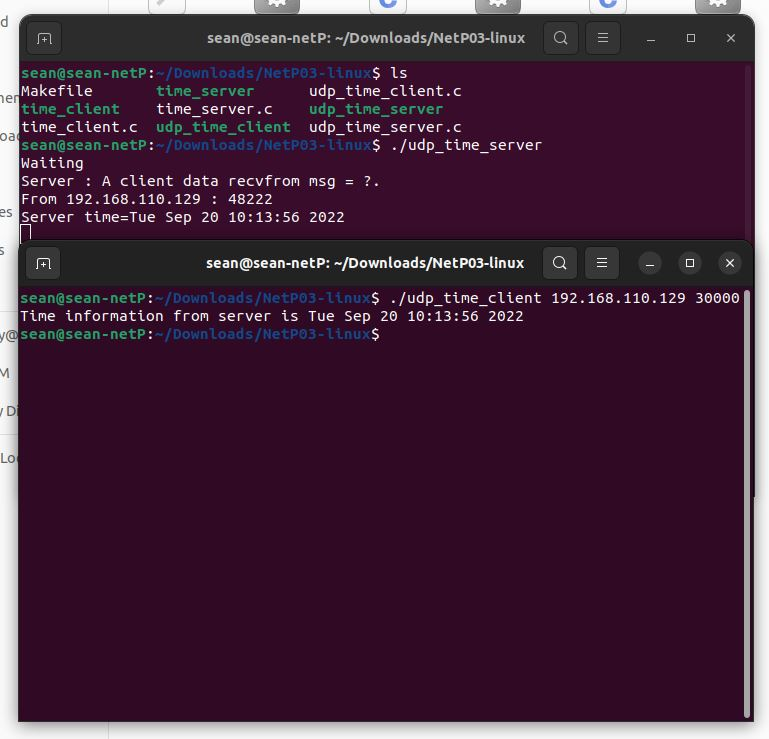 sean@sean-netP: ~/Downloads/NetP03-linux
sean@sean-netP:~/Downloads/NetP03-linux$ ls
Makefile time_server udp_time_client.c
time_client time_server.c udp_time_server
time_client.c udp_time_client udp_time_server.c
sean@sean-netP:~/Downloads/NetP03-linux$ ./udp_time_server
Waiting
Server : A client data recvfrom msg = ?.
From 192.168.110.129 : 48222
Server time=Tue Sep 20 10:13:56 2022
sean@sean-netP: ~/Downloads/NetP03-linux
sean@sean-netP:~/Downloads/NetP03-linux$ ./udp_time_client 192.168.110.129 30000
Time information from server is Tue Sep 20 10:13:56 2022
sean@sean-netP:~/Downloads/NetP03-linux$